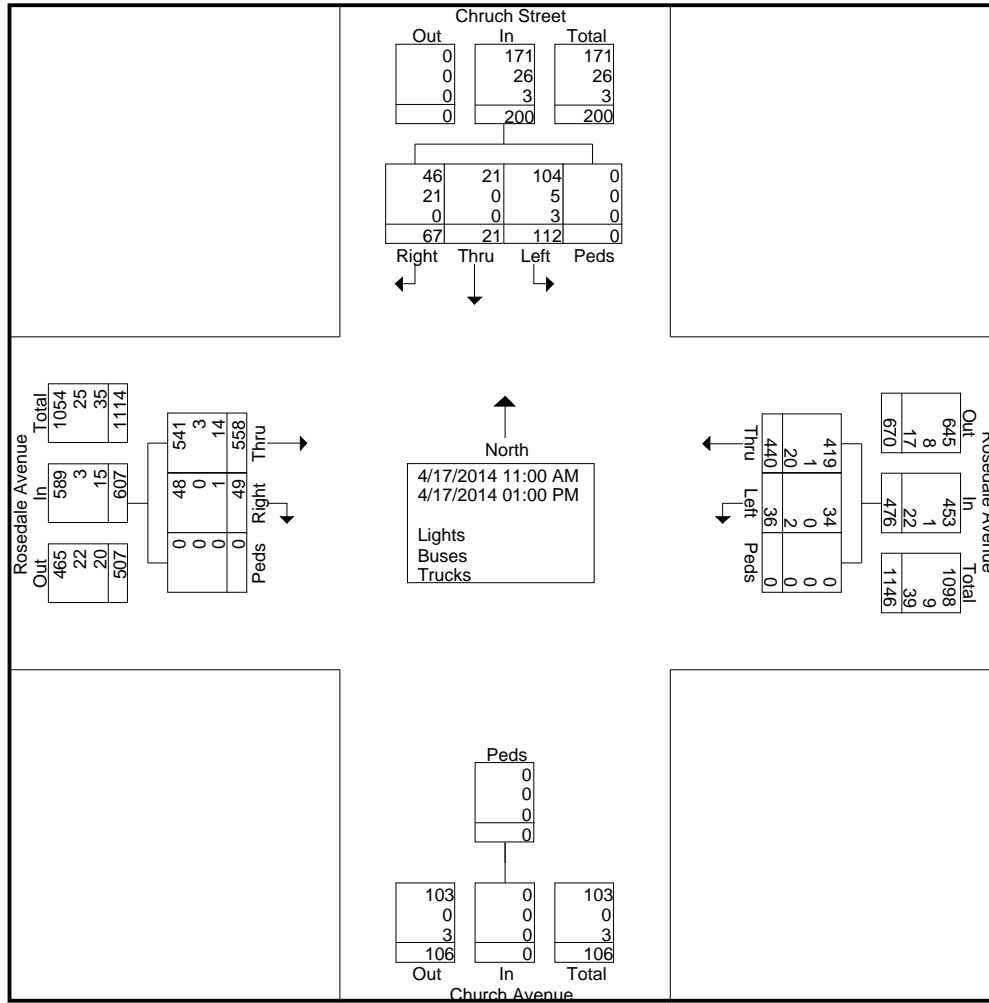 Chruch Street
Out In Total
0 171 171
0 26 26
0 3 3
0 200 200
46 21 104 0
21 0 5 0
0 0 3 0
67 21 112 0
Right Thru Left Peds
Rosedale Avenue
Total
1054
25
35
1114
In
589
3
15
607
Out
465
22
20
507
Thru
541
3
14
558
Right
48
0
1
49
Peds
0
0
0
0
North
4/17/2014 11:00 AM
4/17/2014 01:00 PM
Lights
Buses
Trucks
Rosedale Avenue
Out
645
8
17
670
In
453
1
22
476
Total
1098
9
39
1146
Thru
419
1
20
440
Left
34
0
2
36
Peds
0
0
0
0
Peds
0
0
0
0
103 0 103
0 0 0
3 0 3
106 0 106
Out In Total
Church Avenue